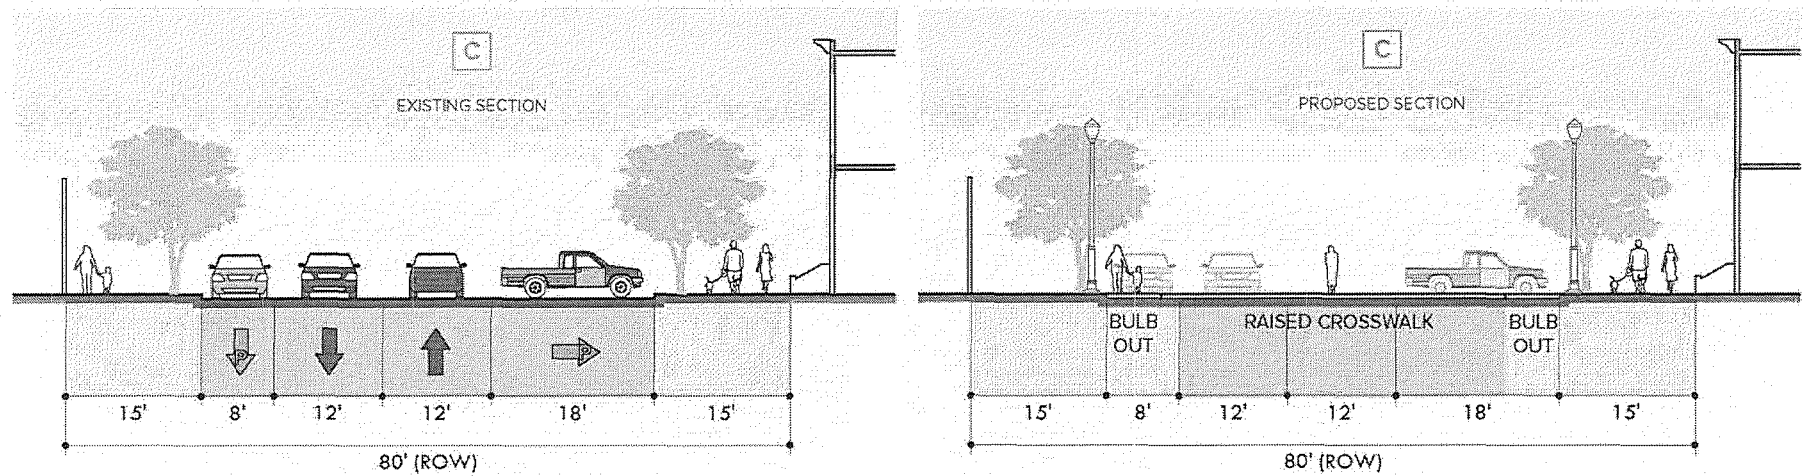 C
EXISTING SECTION
P
P
15' 8' 12' 12' 18' 15'
80' (ROW)
C
PROPOSED SECTION
BULB OUT
RAISED CROSSWALK
BULB OUT
15' 8' 12' 12' 18' 15'
80' (ROW)